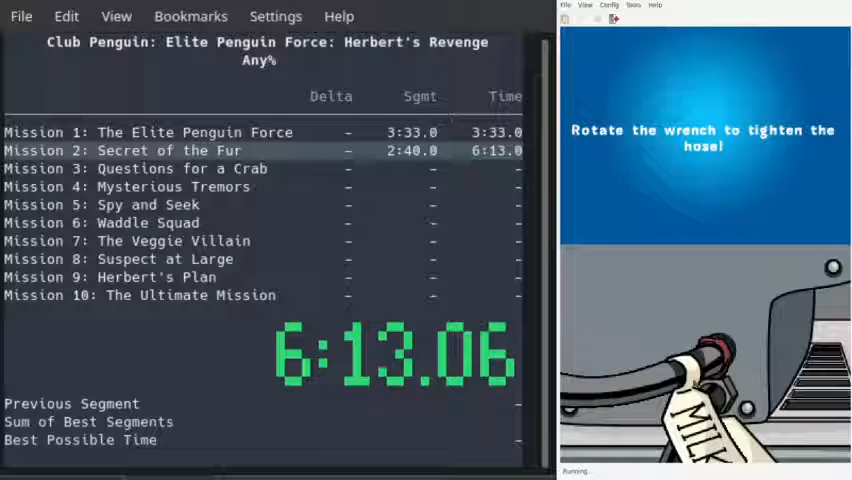 File Edit View Bookmarks Settings Help
Club Penguin: Elite Penguin Force: Herbert's Revenge
Any%
Delta Sgmt Time
Mission 1: The Elite Penguin Force - 3:33.0 3:33.0
Mission 2: Secret of the Fur - 2:40.0 6:13.0
Mission 3: Questions for a Crab - - -
Mission 4: Mysterious Tremors - - -
Mission 5: Spy and Seek - - -
Mission 6: Waddle Squad - - -
Mission 7: The Veggie Villain - - -
Mission 8: Suspect at Large - - -
Mission 9: Herbert's Plan - - -
Mission 10: The Ultimate Mission - - -
6:13.06
Previous Segment -
Sum of Best Segments -
Best Possible Time -
File View Config Tools Help
Rotate the wrench to tighten the
hose!
MILK
Running...